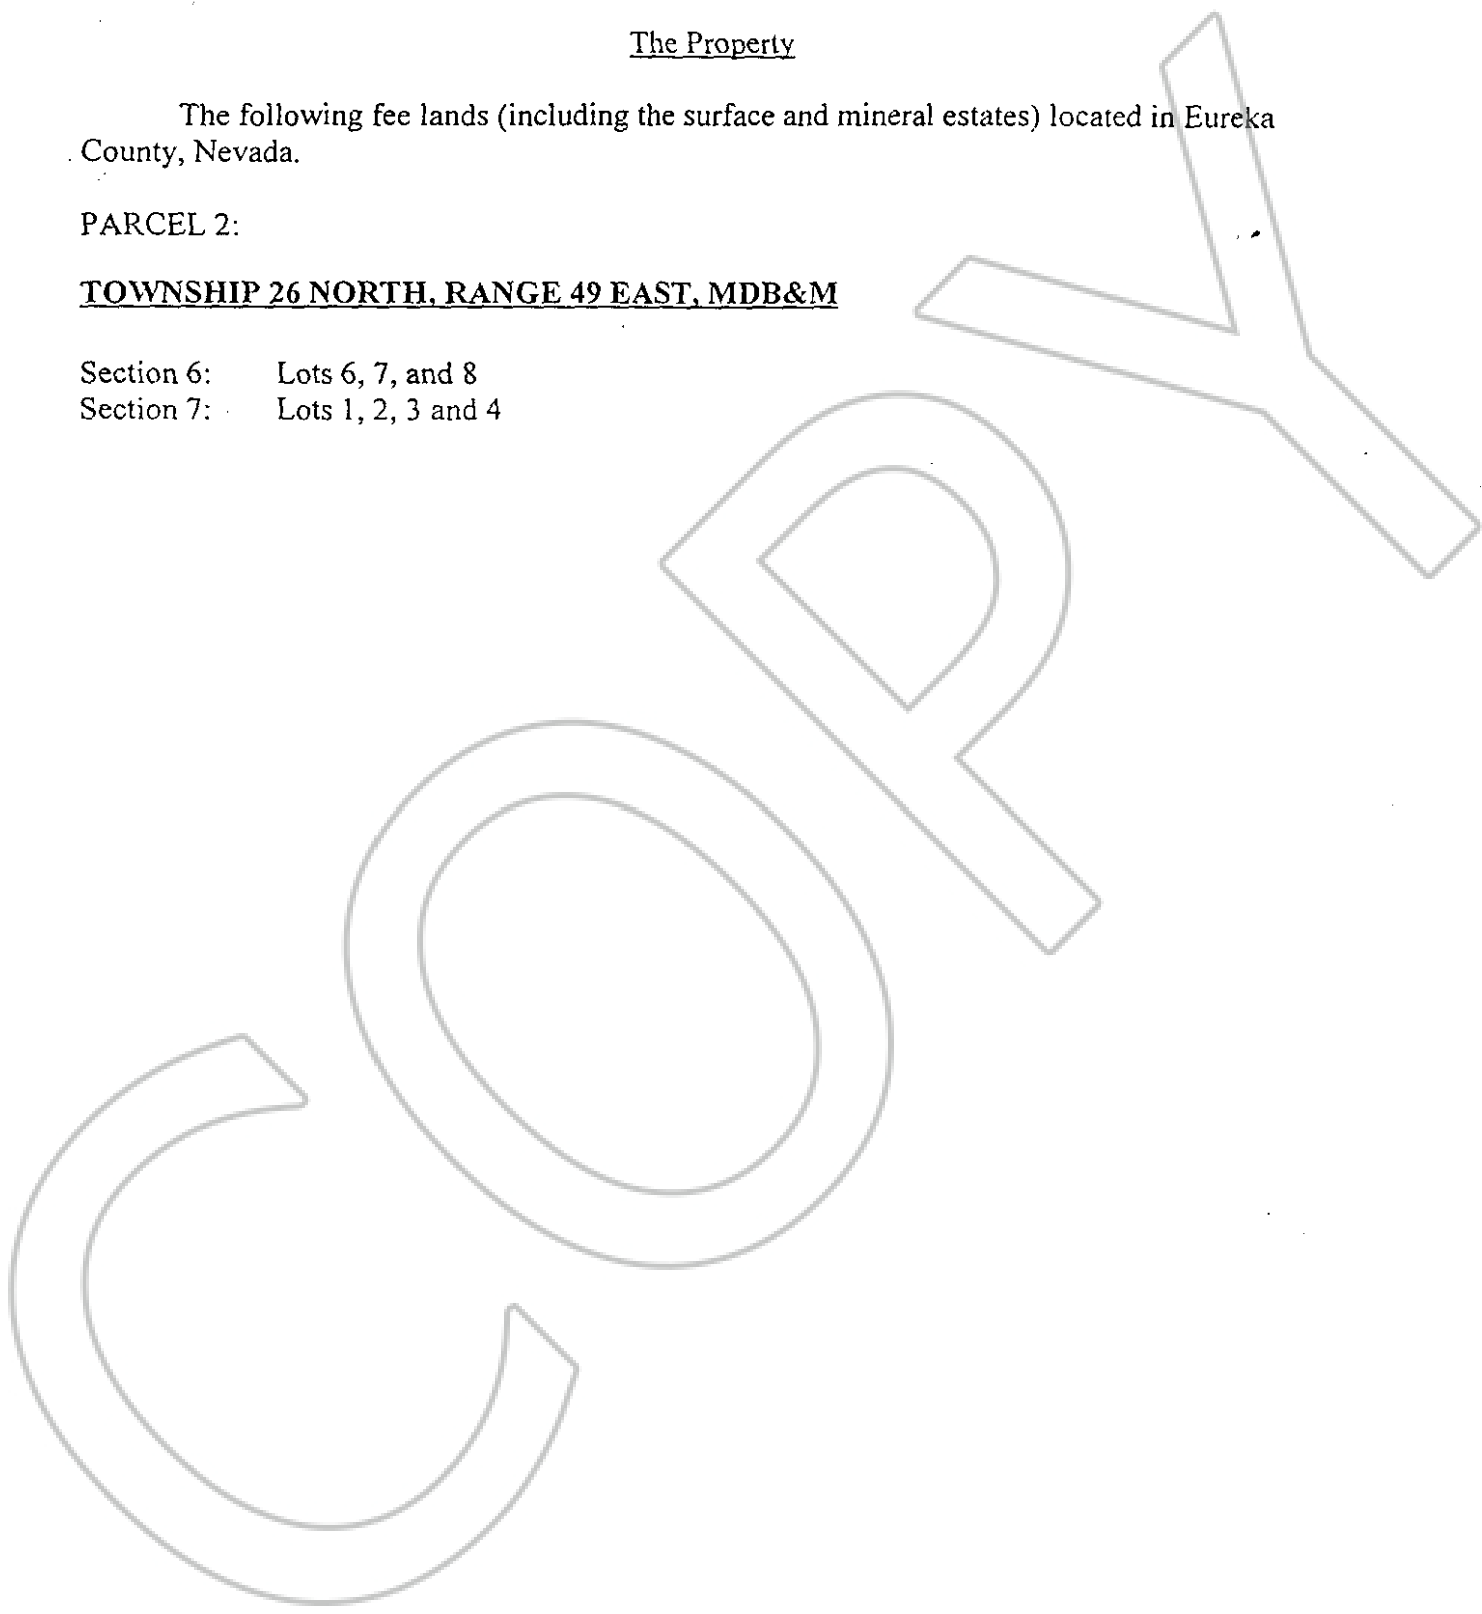 The Property
The following fee lands (including the surface and mineral estates) located in Eureka
County, Nevada.
PARCEL 2:
TOWNSHIP 26 NORTH, RANGE 49 EAST, MDB&M
Section 6: Lots 6, 7, and 8
Section 7: Lots 1, 2, 3 and 4
COPY